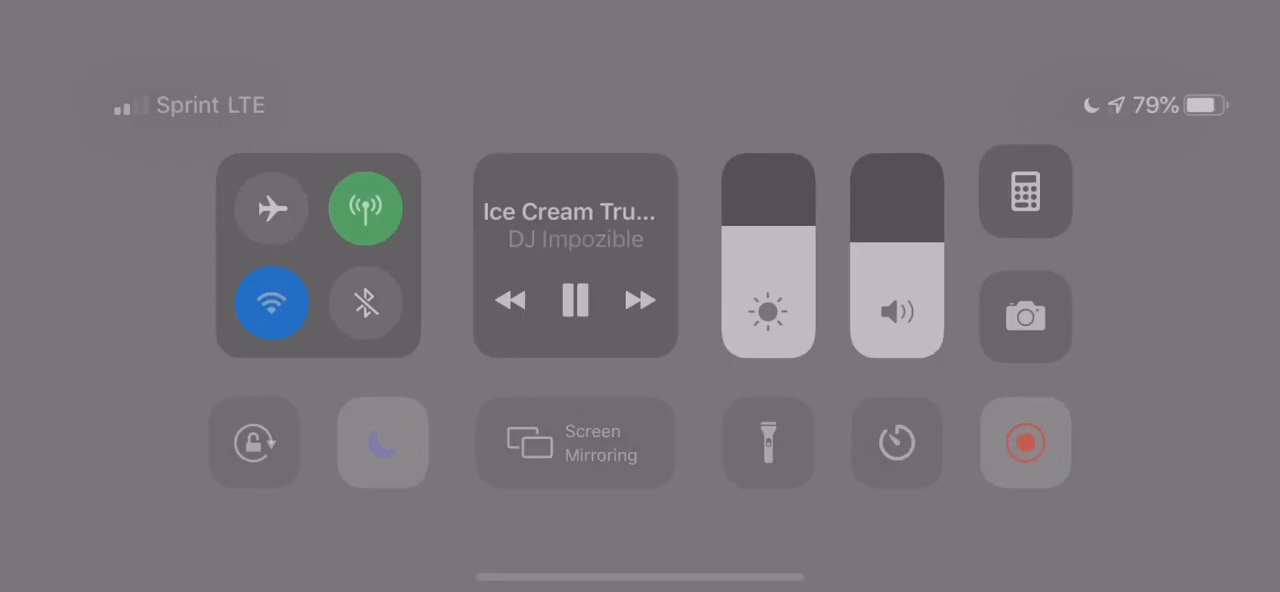 Sprint LTE
79%
Ice Cream Tru...
DJ Impozible
Screen
Mirroring